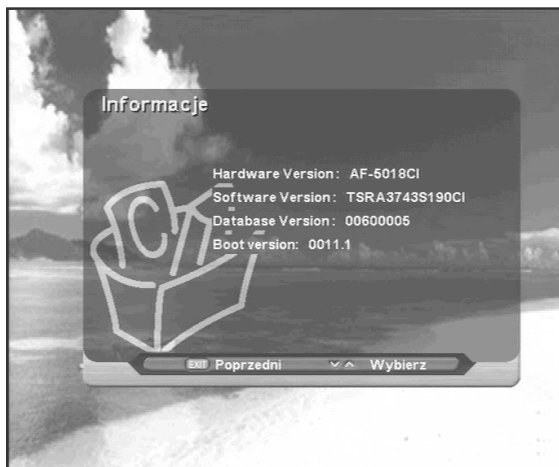 Informacje
Hardware Version: AF-5018CI
Software Version: TSRA3743S190CI
Database Version: 00600005
Boot version: 0011.1
EXIT Poprzedni Wybierz